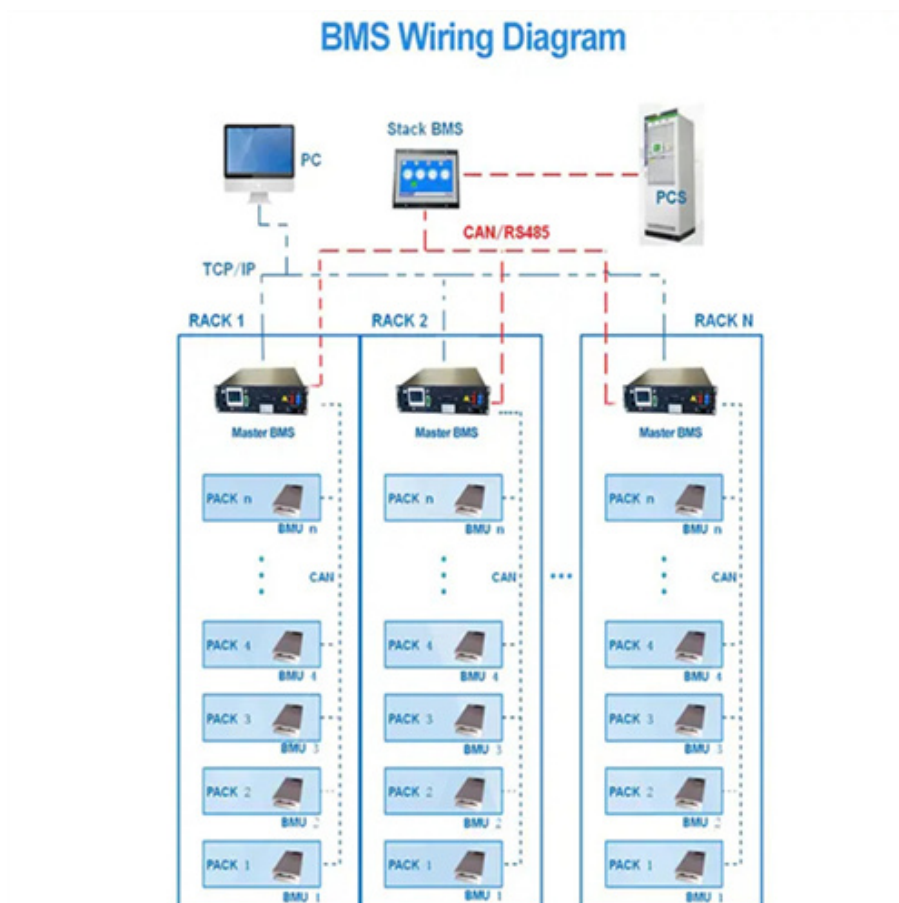 BMS Wiring Diagram
Stack BMS
PC
PCS
CAN/RS485
TCP/IP
RACK 1
RACK 2
RACK N
Master BMS
Master BMS
Master BMS
PACK n
PACK n
PACK n
BMU n
BMU n
BMU n
CAN
CAN
CAN
PACK 4
PACK 4
PACK 4
BMU 4
BMU 4
BMU 4
PACK 3
PACK 3
PACK 3
BMU 3
BMU 3
BMU 3
PACK 2
PACK 2
PACK 2
BMU 2
BMU 2
BMU 2
PACK 1
PACK 1
PACK 1
BMU 1
BMU 1
BMU 1